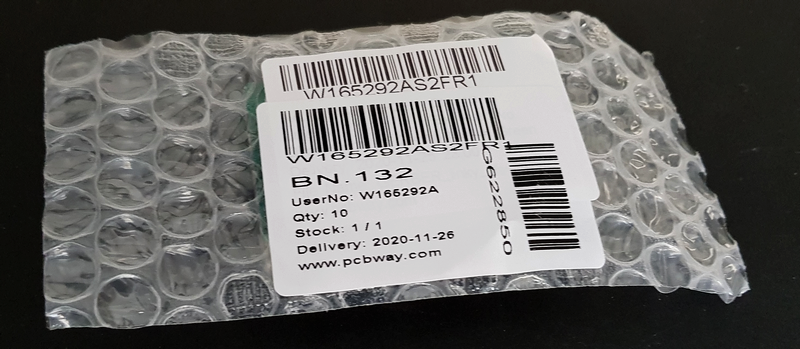 W165292AS2FR1
W165292AS2FR1
BN.132
UserNo: W165292A
Qty: 10
Stock: 1 / 1
Delivery: 2020-11-26
www.pcbway.com
G622850